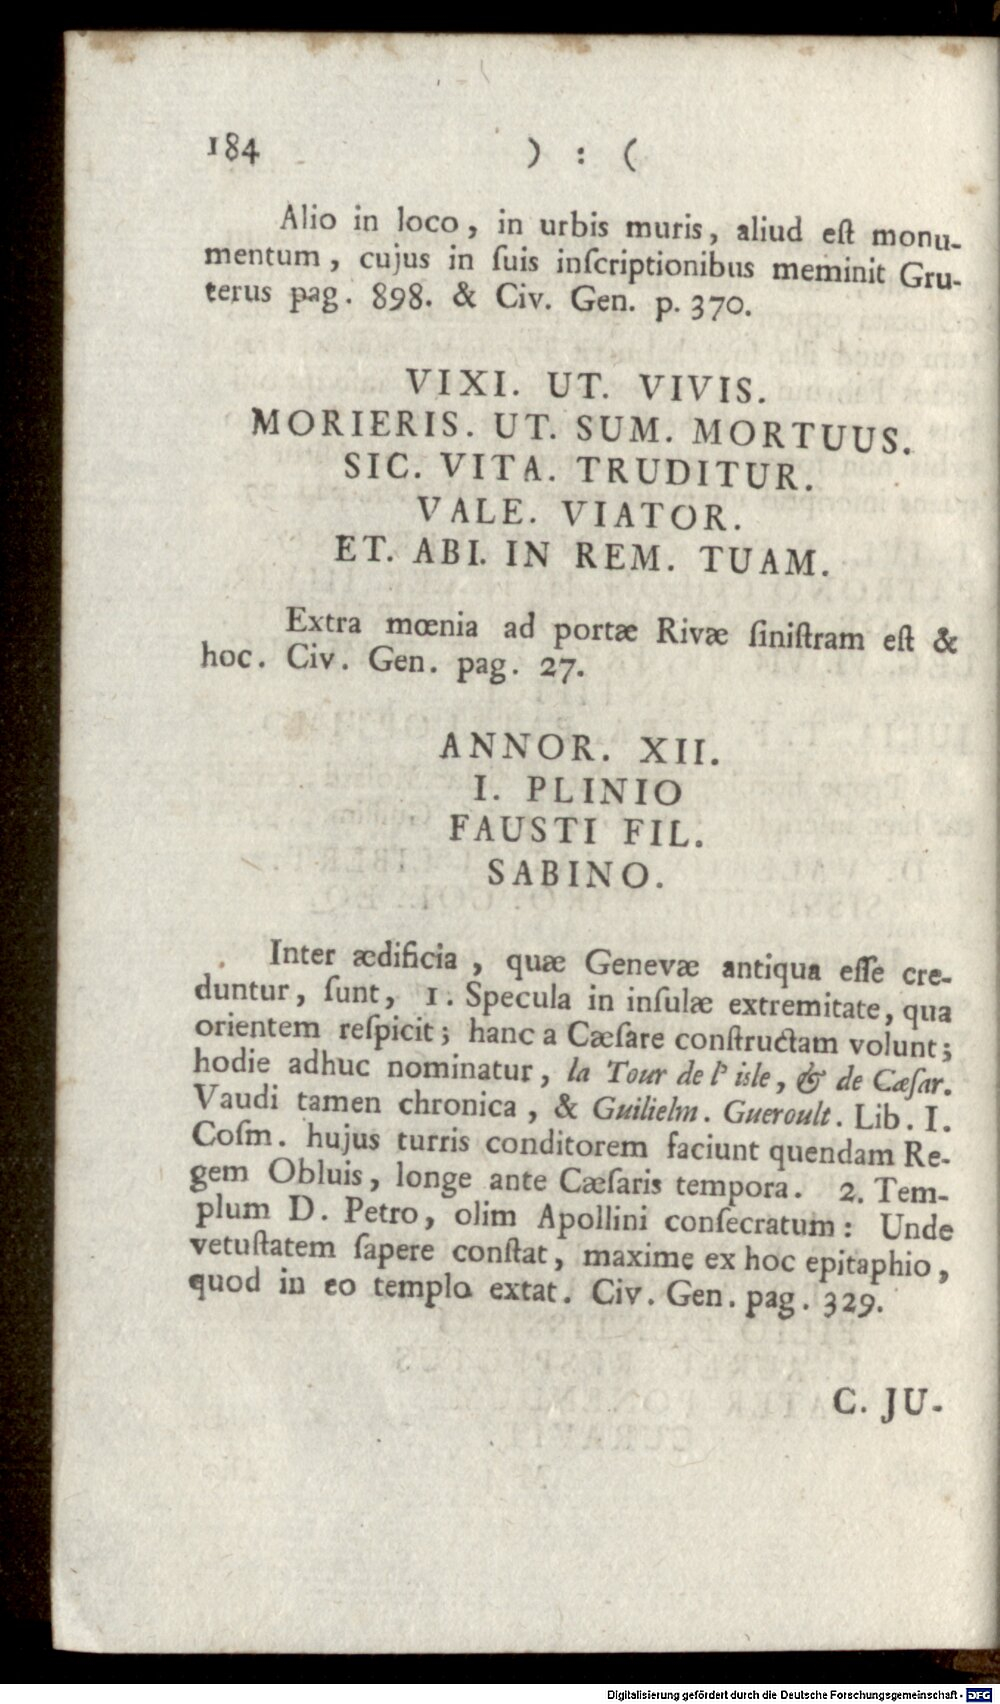 184
) : (
Alio in loco, in urbis muris, aliud eſt monu-
mentum, cujus in ſuis inſcriptionibus meminit Gru-
terus pag. 898. & Civ. Gen. p. 370.
VIXI. UT. VIVIS.
MORIERIS. UT. SUM. MORTUUS.
SIC. VITA. TRUDITUR.
VALE. VIATOR.
ET. ABI. IN REM. TUAM.
Extra mœnia ad portæ Rivæ ſiniſtram eſt &
hoc. Civ. Gen. pag. 27.
ANNOR. XII.
I. PLINIO
FAUSTI FIL.
SABINO.
Inter ædificia, quæ Genevæ antiqua eſſe cre-
duntur, ſunt, 1. Specula in inſulæ extremitate, qua
orientem reſpicit; hanc a Cæſare conſtructam volunt;
hodie adhuc nominatur, la Tour de l' isle, & de Cæſar.
Vaudi tamen chronica, & Guilielm. Gueroult. Lib. I.
Coſm. hujus turris conditorem faciunt quendam Re-
gem Obluis, longe ante Cæſaris tempora. 2. Tem-
plum D. Petro, olim Apollini conſecratum: Unde
vetuſtatem ſapere conſtat, maxime ex hoc epitaphio,
quod in eo templo extat. Civ. Gen. pag. 329.
C. JU-
Digitalisierung gefördert durch die Deutsche Forschungsgemeinschaft - DFG